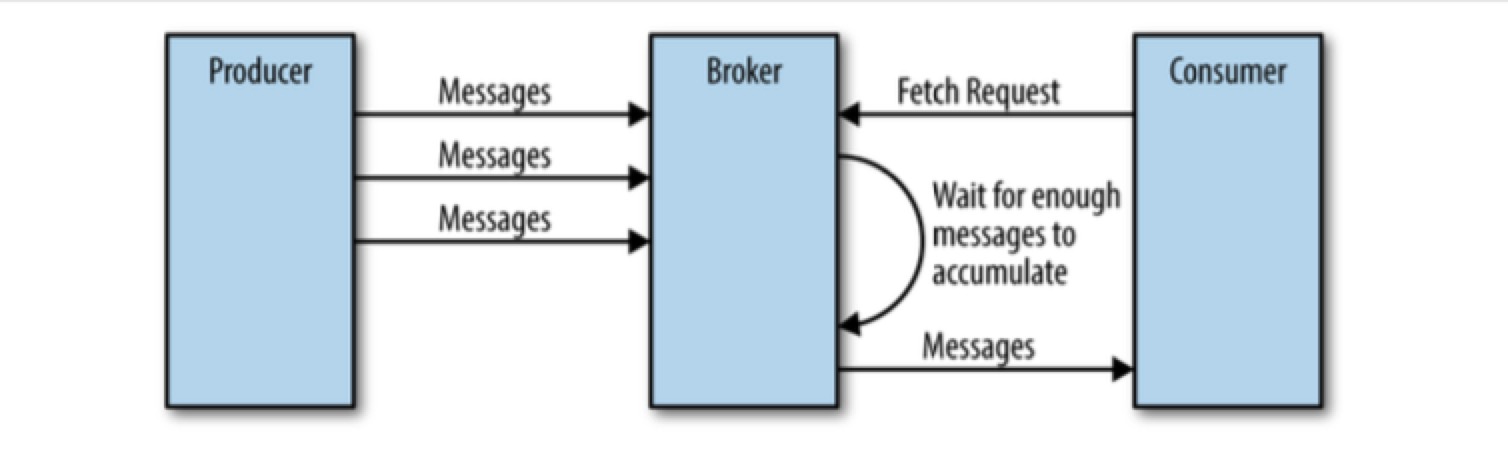 Producer
Broker
Consumer
Messages
Messages
Messages
Fetch Request
Wait for enough
messages to
accumulate
Messages